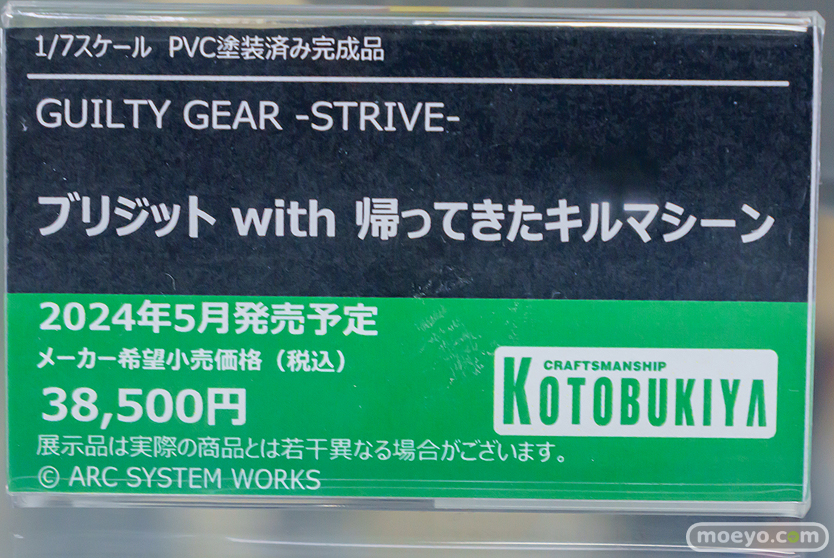 1/7スケール PVC塗装済み完成品
GUILTY GEAR -STRIVE-
ブリジット with 帰ってきたキルマシーン
2024年5月発売予定
メーカー希望小売価格（税込）
38,500円
CRAFTSMANSHIP
KOTOBUKIYA
展示品は実際の商品とは若干異なる場合がございます。
© ARC SYSTEM WORKS
moeyo.com